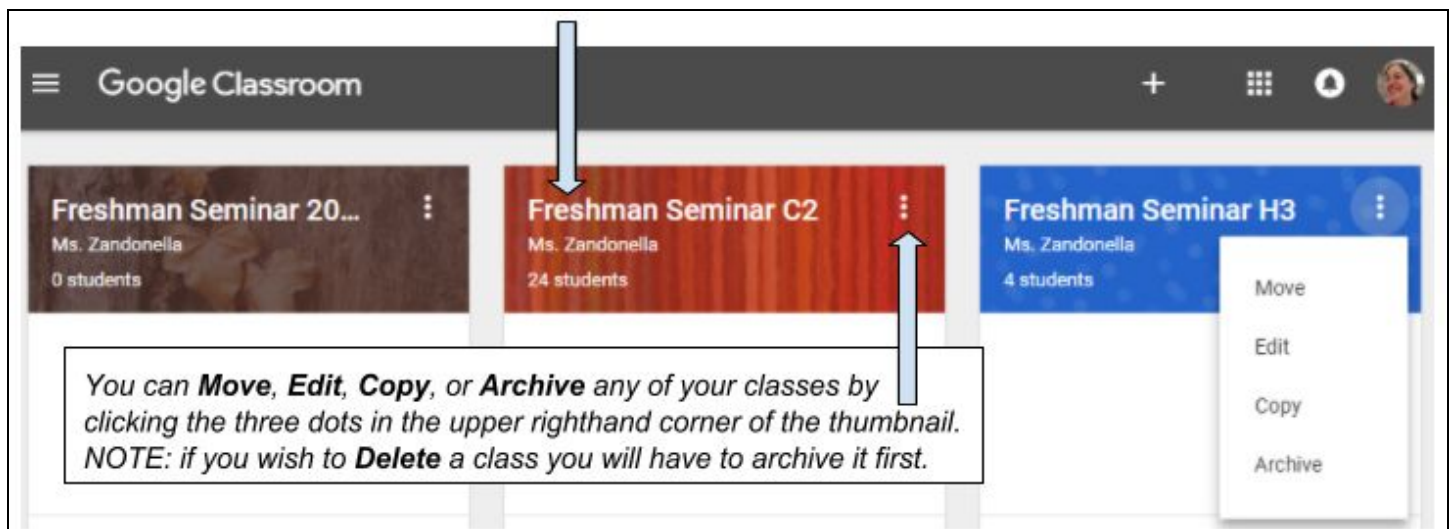 Google Classroom
Freshman Seminar 20...
Ms. Zandonella
0 students
Freshman Seminar C2
Ms. Zandonella
24 students
Freshman Seminar H3
Ms. Zandonella
4 students
Move
Edit
Copy
Archive
You can Move, Edit, Copy, or Archive any of your classes by
clicking the three dots in the upper righthand corner of the thumbnail.
NOTE: if you wish to Delete a class you will have to archive it first.